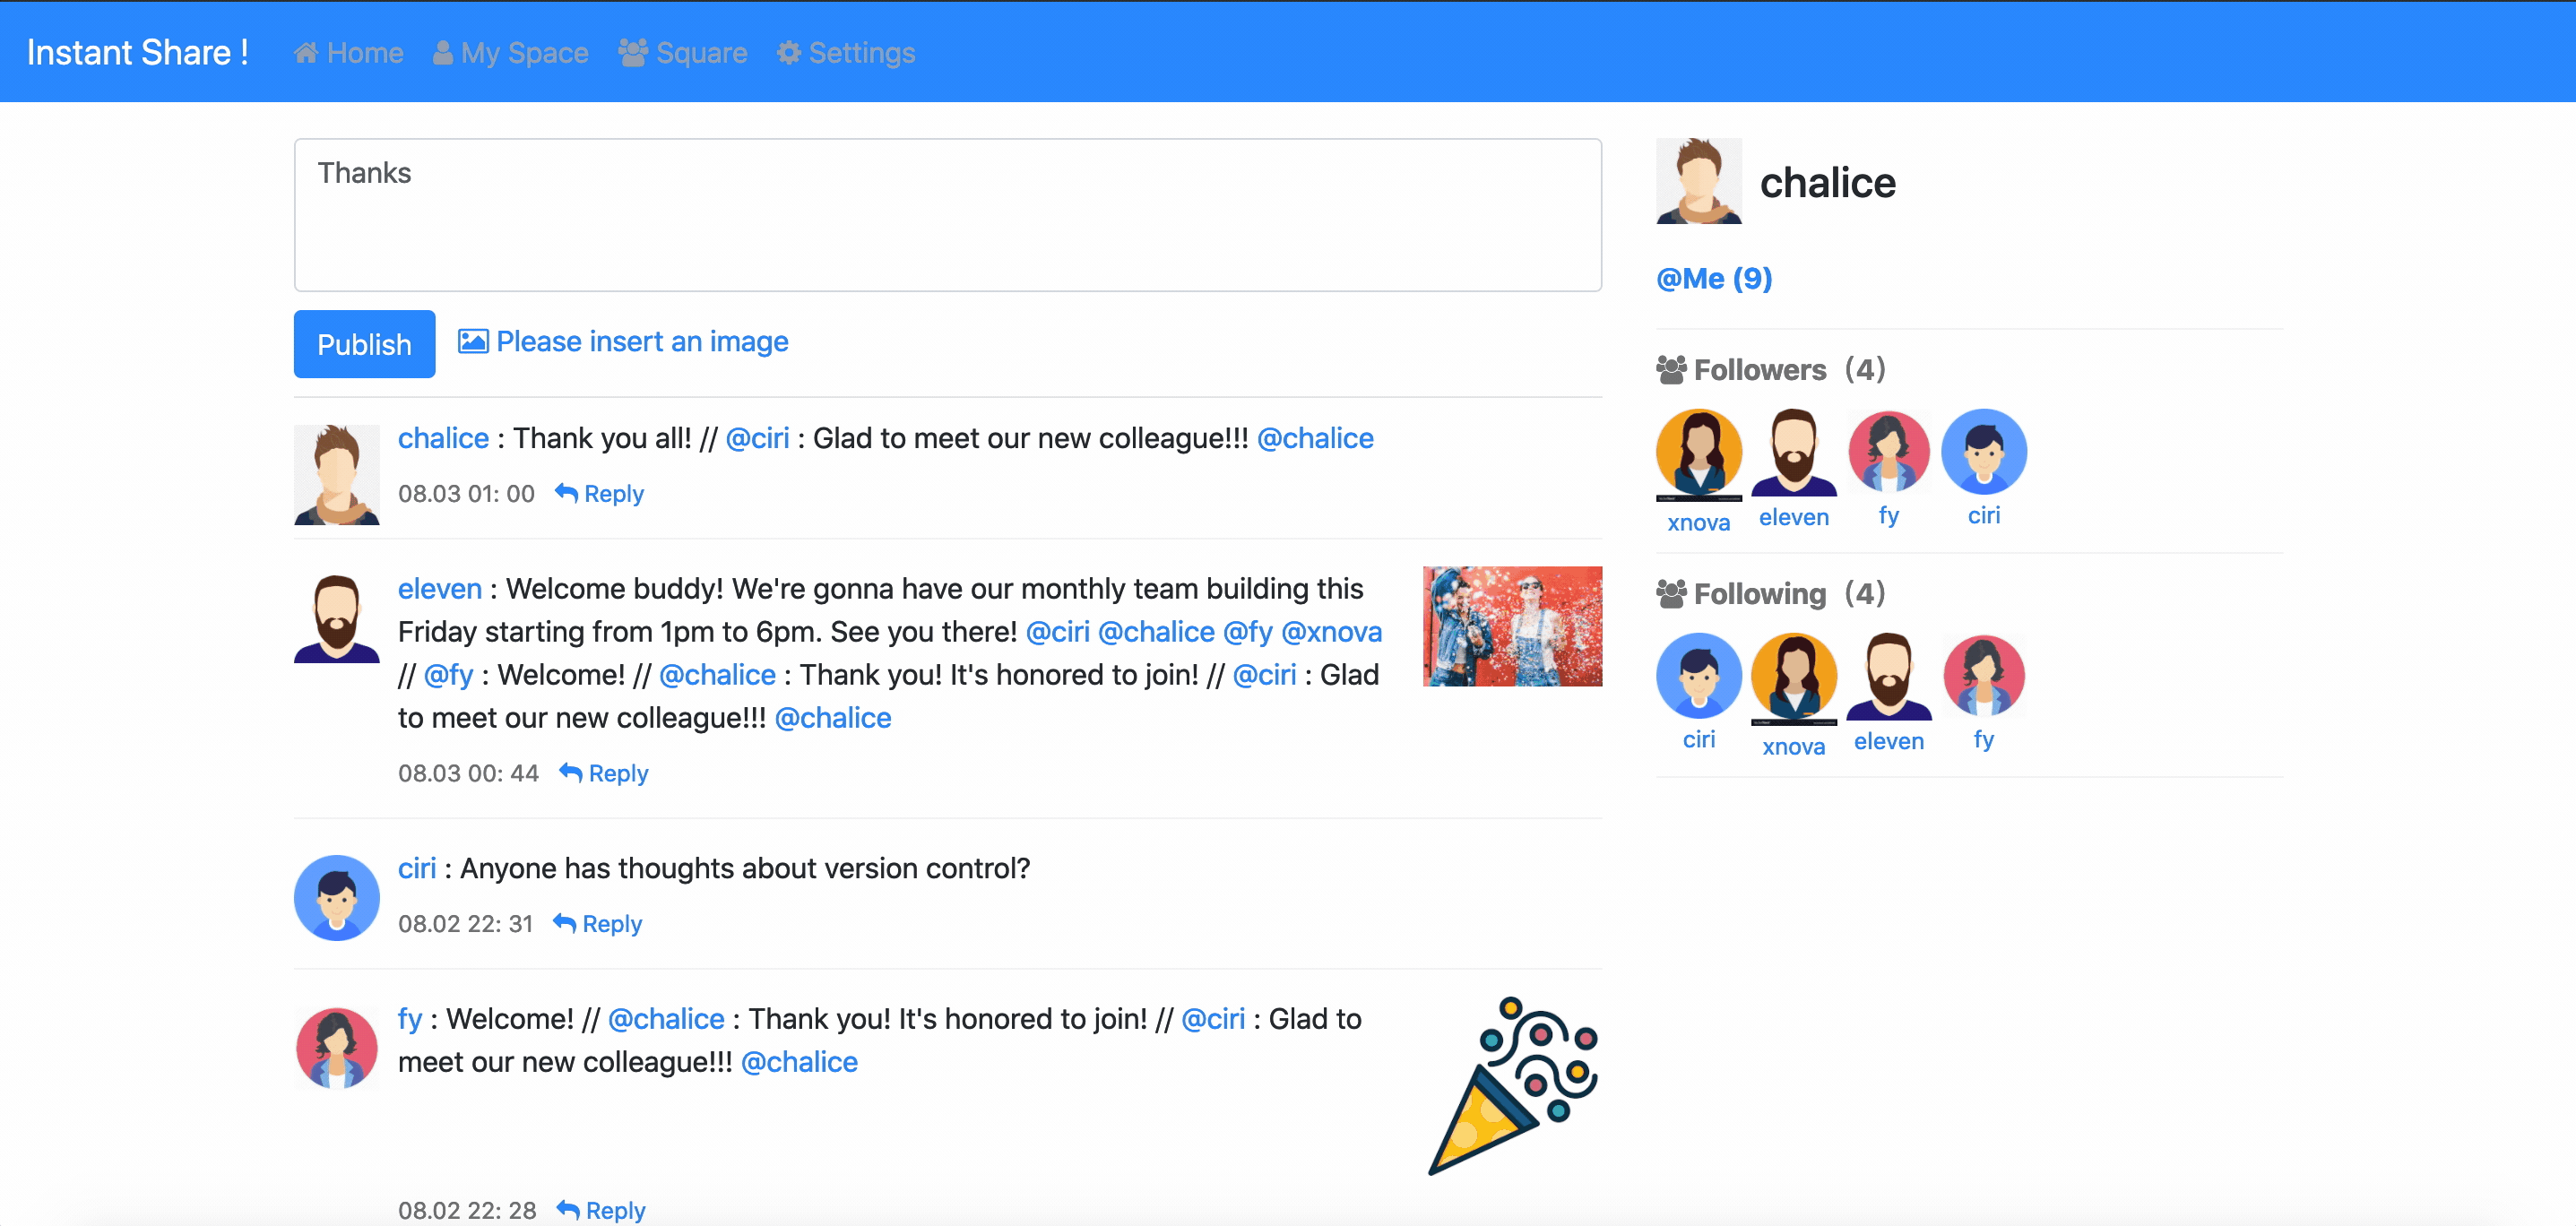 Instant Share !
Home
My Space
Square
Settings
Thanks
Publish
Please insert an image
chalice : Thank you all! // @ciri : Glad to meet our new colleague!!! @chalice
08.03 01: 00 Reply
eleven : Welcome buddy! We're gonna have our monthly team building this
Friday starting from 1pm to 6pm. See you there! @ciri @chalice @fy @xnova
// @fy : Welcome! // @chalice : Thank you! It's honored to join! // @ciri : Glad
to meet our new colleague!!! @chalice
08.03 00: 44 Reply
ciri : Anyone has thoughts about version control?
08.02 22: 31 Reply
fy : Welcome! // @chalice : Thank you! It's honored to join! // @ciri : Glad to
meet our new colleague!!! @chalice
08.02 22: 28 Reply
chalice
@Me (9)
Followers (4)
xnova
eleven
fy
ciri
Following (4)
ciri
xnova
eleven
fy